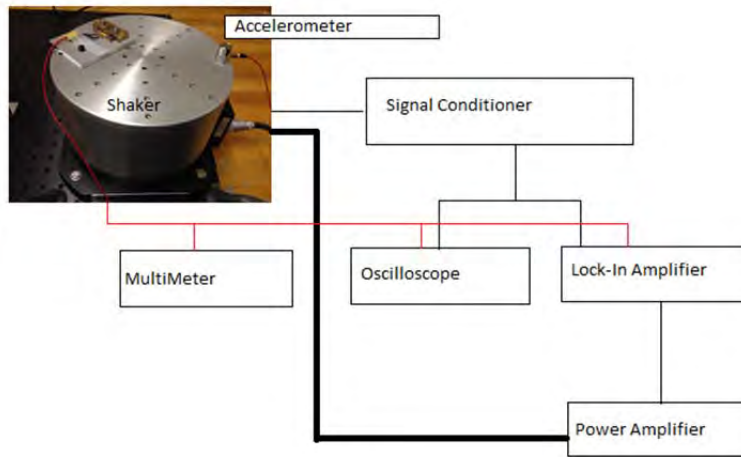 Accelerometer
Shaker
Signal Conditioner
MultiMeter
Oscilloscope
Lock-In Amplifier
Power Amplifier